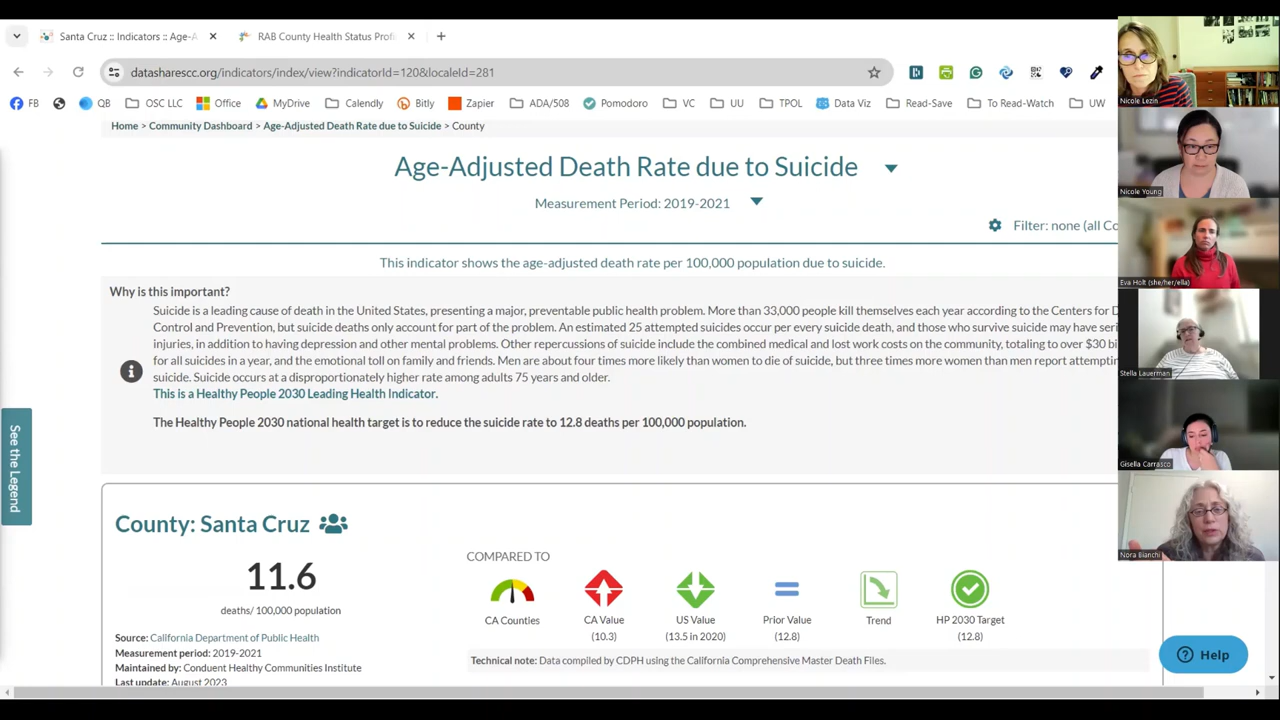 Santa Cruz :: Indicators :: Age-A
RAB County Health Status Profi
datasharescc.org/indicators/index/view?indicatorId=120&localeId=281
FB
QB
OSC LLC
Office
MyDrive
Calendly
Bitly
Zapier
ADA/508
Pomodoro
VC
UU
TPOL
Data Viz
Read-Save
To Read-Watch
UW
Home > Community Dashboard > Age-Adjusted Death Rate due to Suicide > County
Age-Adjusted Death Rate due to Suicide
Measurement Period: 2019-2021
Filter: none (all Co
This indicator shows the age-adjusted death rate per 100,000 population due to suicide.
Why is this important?
Suicide is a leading cause of death in the United States, presenting a major, preventable public health problem. More than 33,000 people kill themselves each year according to the Centers for D
Control and Prevention, but suicide deaths only account for part of the problem. An estimated 25 attempted suicides occur per every suicide death, and those who survive suicide may have seri
injuries, in addition to having depression and other mental problems. Other repercussions of suicide include the combined medical and lost work costs on the community, totaling to over $30 bi
for all suicides in a year, and the emotional toll on family and friends. Men are about four times more likely than women to die of suicide, but three times more women than men report attempti
suicide. Suicide occurs at a disproportionately higher rate among adults 75 years and older.
This is a Healthy People 2030 Leading Health Indicator.
The Healthy People 2030 national health target is to reduce the suicide rate to 12.8 deaths per 100,000 population.
See the Legend
County: Santa Cruz
11.6
deaths/ 100,000 population
Source: California Department of Public Health
Measurement period: 2019-2021
Maintained by: Conduent Healthy Communities Institute
Last update: August 2023
COMPARED TO
CA Counties
CA Value
(10.3)
US Value
(13.5 in 2020)
Prior Value
(12.8)
Trend
HP 2030 Target
(12.8)
Technical note: Data compiled by CDPH using the California Comprehensive Master Death Files.
Help
Nicole Lezin
Nicole Young
Eva Holt (she/her/ella)
Stella Lauerman
Gisella Carrasco
Nora Bianchi